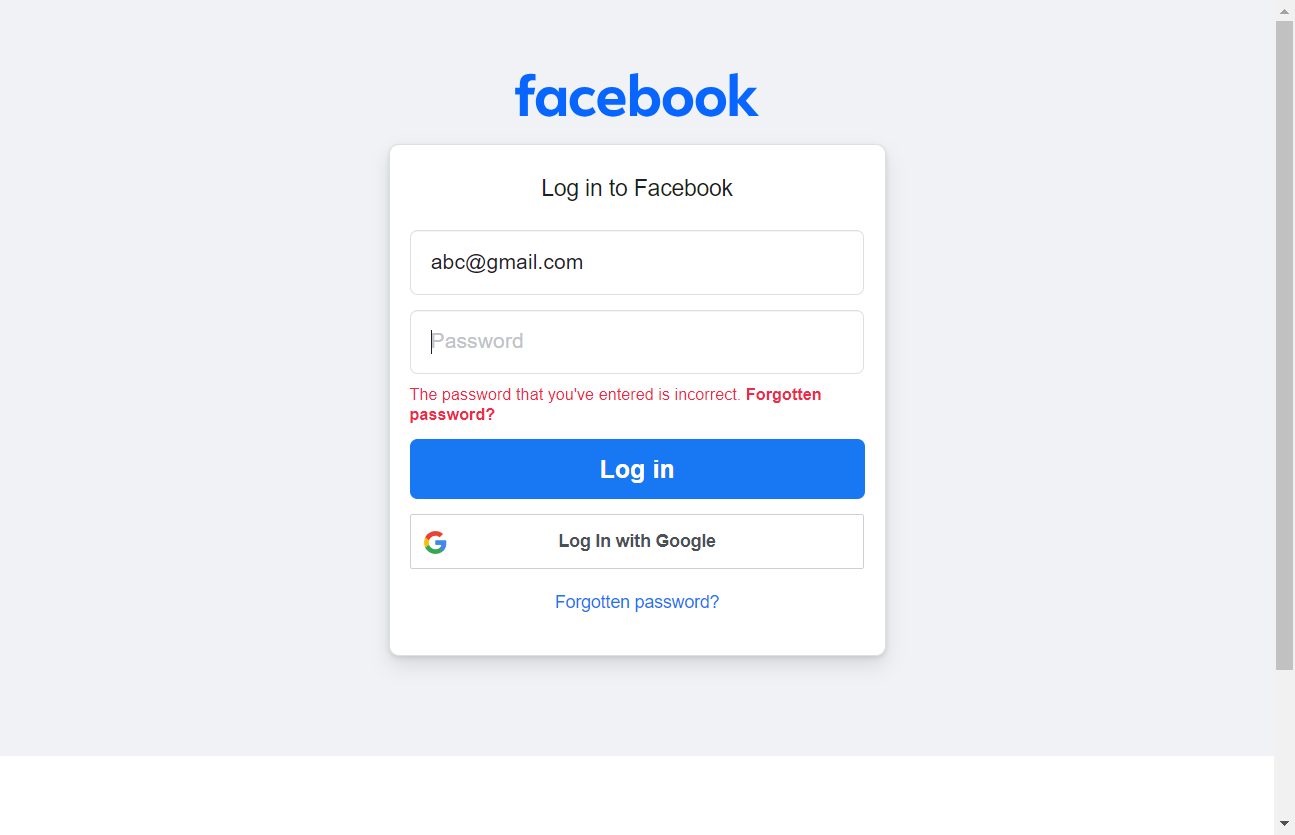 facebook
Log in to Facebook
abc@gmail.com
Password
The password that you've entered is incorrect. Forgotten
password?
Log in
Log In with Google
Forgotten password?